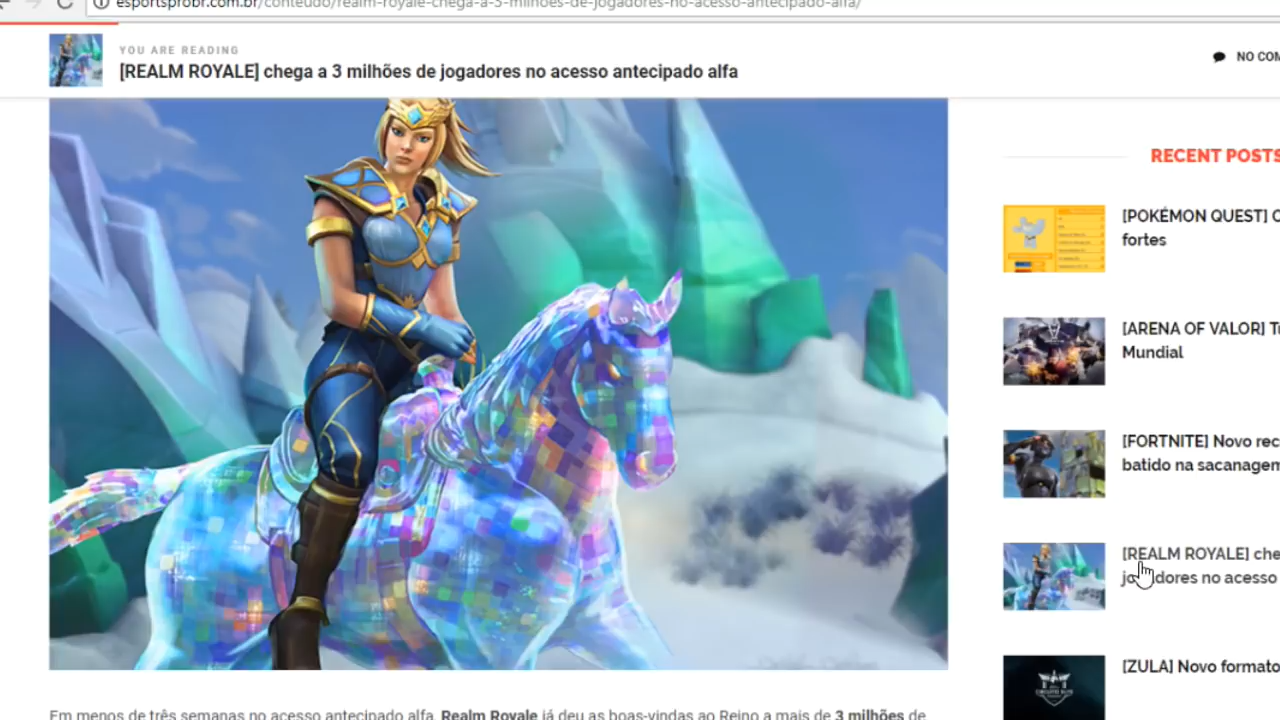 esportsprobr.com.br/conteudo/realm-royale-chega-a-3-milhoes-de-jogadores-no-acesso-antecipado-alfa/
YOU ARE READING
[REALM ROYALE] chega a 3 milhões de jogadores no acesso antecipado alfa
NO COM
RECENT POSTS
[POKÉMON QUEST]
fortes
[ARENA OF VALOR]
Mundial
[FORTNITE] Novo rec
batido na sacanagem
[REALM ROYALE] che
jogadores no acesso
[ZULA] Novo formato
Em menos de três semanas no acesso antecipado alfa, Realm Royale já deu as boas-vindas ao Reino a mais de 3 milhões de